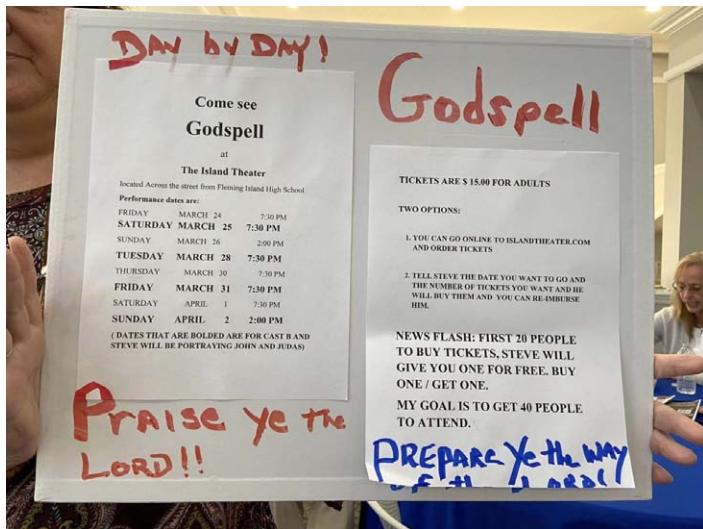 DAY by DAY!
Come see
Godspell
at
The Island Theater
located Across the street from Fleming Island High School
Performance dates are:
FRIDAY MARCH 24 7:30 PM
SATURDAY MARCH 25 7:30 PM
SUNDAY MARCH 26 2:00 PM
TUESDAY MARCH 28 7:30 PM
THURSDAY MARCH 30 7:30 PM
FRIDAY MARCH 31 7:30 PM
SATURDAY APRIL 1 7:30 PM
SUNDAY APRIL 2 2:00 PM
( DATES THAT ARE BOLDED ARE FOR CAST B AND
STEVE WILL BE PORTRAYING JOHN AND JUDAS)
PRAISE Ye the
LORD!!
Godspell
TICKETS ARE $ 15.00 FOR ADULTS
TWO OPTIONS:
1. YOU CAN GO ONLINE TO ISLANDTHEATER.COM
AND ORDER TICKETS
2. TELL STEVE THE DATE YOU WANT TO GO AND
THE NUMBER OF TICKETS YOU WANT AND HE
WILL BUY THEM AND YOU CAN RE-IMBURSE
HIM.
NEWS FLASH: FIRST 20 PEOPLE
TO BUY TICKETS, STEVE WILL
GIVE YOU ONE FOR FREE. BUY
ONE / GET ONE.
MY GOAL IS TO GET 40 PEOPLE
TO ATTEND.
PREPARE Ye the WAY
of the LORD!